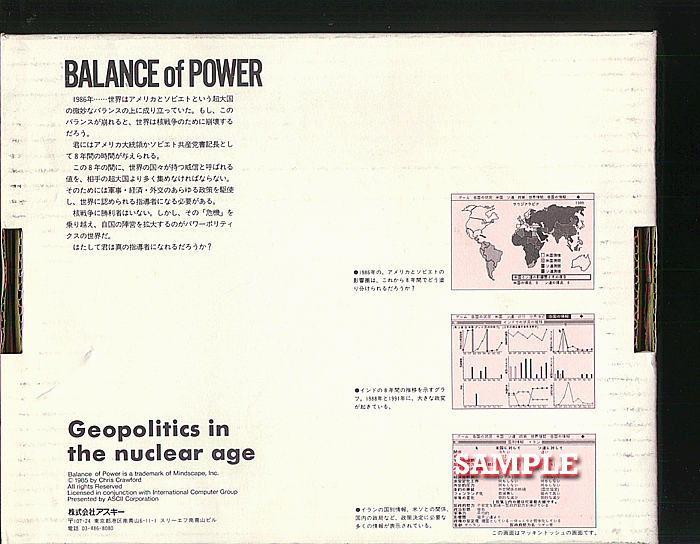 BALANCE of POWER
1986年……世界はアメリカとソビエトという超大国
の微妙なバランスの上に成り立っていた。もし、この
バランスが崩れると、世界は核戦争のために崩壊する
だろう。
君にはアメリカ大統領かソビエト共産党書記長とし
て8年間の時間が与えられる。
この8年の間に、世界の国々が持つ威信と呼ばれる
値を、相手の超大国より多く集めなければならない。
そのためには軍事・経済・外交のあらゆる政策を駆使
し、世界に認められる指導者になる必要がある。
核戦争に勝利者はいない。しかし、その「危機」を
乗り越え、自国の陣営を拡大するのがパワーポリティ
クスの世界だ。
はたして君は真の指導者になれるだろうか?
●1986年の、アメリカとソビエトの
影響圏は、これから8年間でどう塗
り分けられるだろうか?
●インドの8年間の推移を示すグラ
フ。1988年と1991年に、大きな政変
が起きている。
Geopolitics in
the nuclear age
Balance of Power is a trademark of Mindscape, Inc.
© 1985 by Chris Crawford
All rights Reserved
Licensed in conjunction with International Computer Group
Presented by ASCII Corporation
株式会社アスキー
〒107-24 東京都港区南青山6-11-1 スリーエフ南青山ビル
電話 03-486-8080
●イランの国別情報。米ソとの関係、
国内の政局など、政策決定に必要な
多くの情報が表示されている。
SAMPLE
この画面はマッキントッシュの画面です。